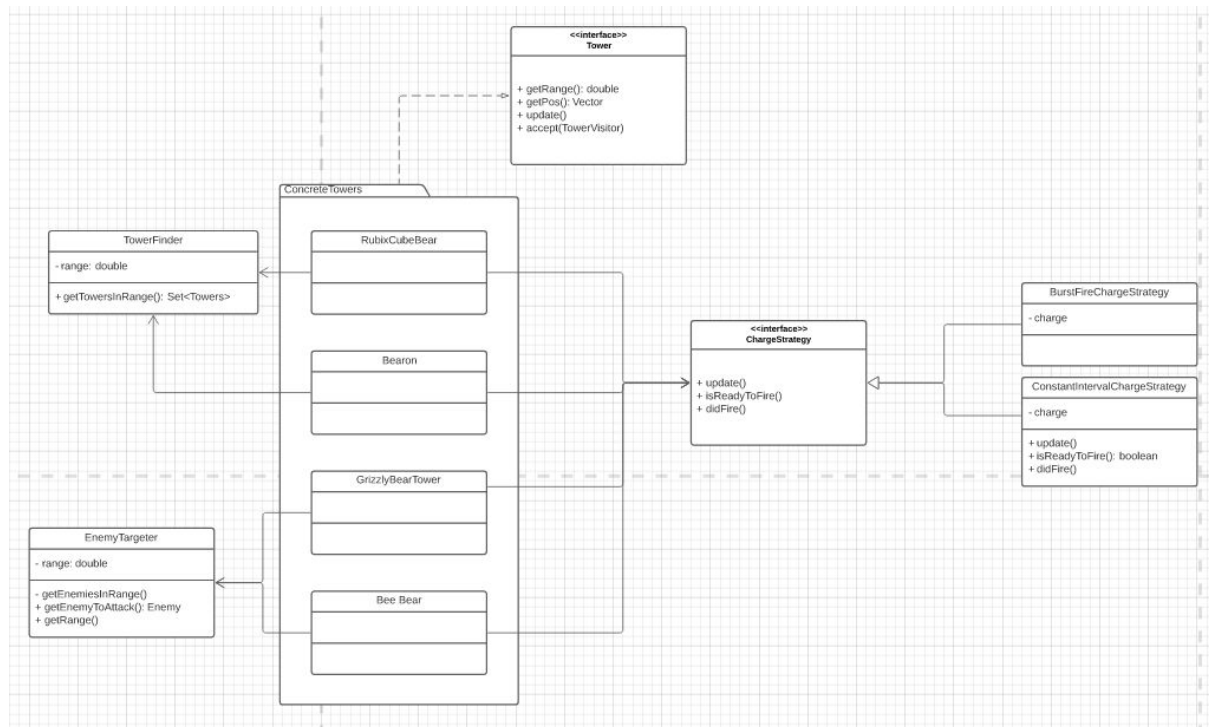 <<interface>>
Tower
+ getRange(): double
+ getPos(): Vector
+ update()
+ accept(TowerVisitor)
ConcreteTowers
TowerFinder
- range: double
+ getTowersInRange(): Set<Towers>
RubixCubeBear
Bearon
GrizzlyBearTower
Bee Bear
EnemyTargeter
- range: double
- getEnemiesInRange()
+ getEnemyToAttack(): Enemy
+ getRange()
<<interface>>
ChargeStrategy
+ update()
+ isReadyToFire()
+ didFire()
BurstFireChargeStrategy
- charge
ConstantIntervalChargeStrategy
- charge
+ update()
+ isReadyToFire(): boolean
+ didFire()